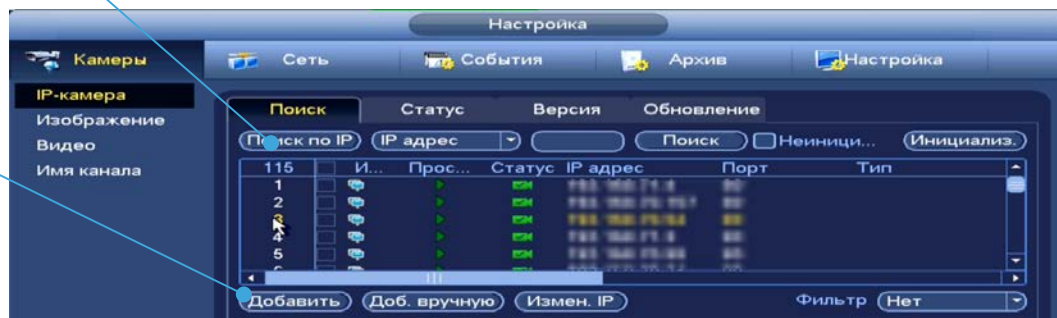 Настройка
Камеры Сеть События Архив Настройка
IP-камера
Изображение
Видео
Имя канала
Поиск Статус Версия Обновление
Поиск по IP IP адрес Поиск Неиници... Инициализ.
115 И... Прос... Статус IP адрес Порт Тип
1
2
3
4
5
Добавить Доб. вручную Измен. IP Фильтр Нет